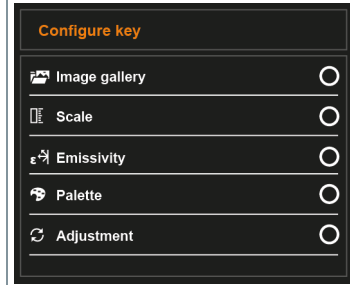 Configure key
Image gallery
Scale
ε Emissivity
Palette
Adjustment